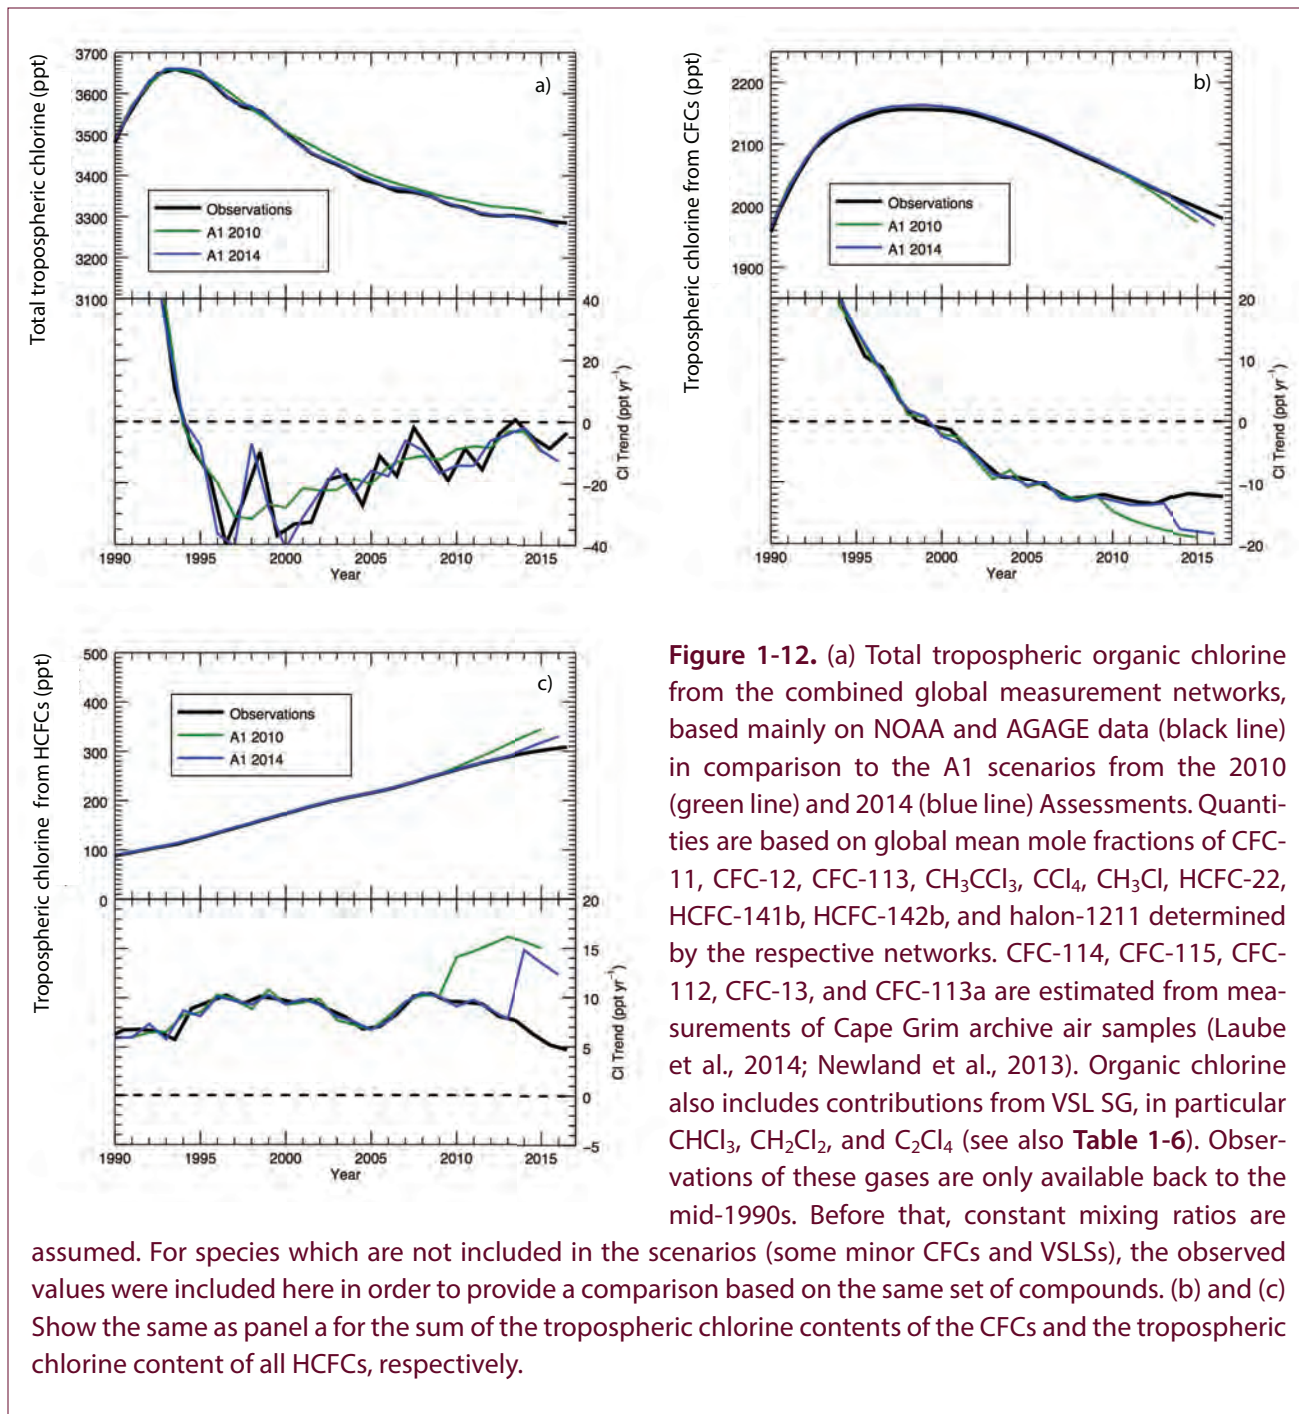 Total tropospheric chlorine (ppt)
3700
3600
3500
3400
3300
3200
3100
a)
Observations
A1 2010
A1 2014
40
20
0
−20
−40
Cl Trend (ppt yr⁻¹)
1990 1995 2000 2005 2010 2015
Year
Tropospheric chlorine from CFCs (ppt)
2200
2100
2000
1900
b)
Observations
A1 2010
A1 2014
20
10
0
−10
−20
Cl Trend (ppt yr⁻¹)
1990 1995 2000 2005 2010 2015
Year
Tropospheric chlorine from HCFCs (ppt)
500
400
300
200
100
0
c)
Observations
A1 2010
A1 2014
20
15
10
5
0
−5
Cl Trend (ppt yr⁻¹)
1990 1995 2000 2005 2010 2015
Year
Figure 1-12. (a) Total tropospheric organic chlorine
from the combined global measurement networks,
based mainly on NOAA and AGAGE data (black line)
in comparison to the A1 scenarios from the 2010
(green line) and 2014 (blue line) Assessments. Quanti-
ties are based on global mean mole fractions of CFC-
11, CFC-12, CFC-113, CH₃CCl₃, CCl₄, CH₃Cl, HCFC-22,
HCFC-141b, HCFC-142b, and halon-1211 determined
by the respective networks. CFC-114, CFC-115, CFC-
112, CFC-13, and CFC-113a are estimated from mea-
surements of Cape Grim archive air samples (Laube
et al., 2014; Newland et al., 2013). Organic chlorine
also includes contributions from VSL SG, in particular
CHCl₃, CH₂Cl₂, and C₂Cl₄ (see also Table 1-6). Obser-
vations of these gases are only available back to the
mid-1990s. Before that, constant mixing ratios are
assumed. For species which are not included in the scenarios (some minor CFCs and VSLSs), the observed
values were included here in order to provide a comparison based on the same set of compounds. (b) and (c)
Show the same as panel a for the sum of the tropospheric chlorine contents of the CFCs and the tropospheric
chlorine content of all HCFCs, respectively.